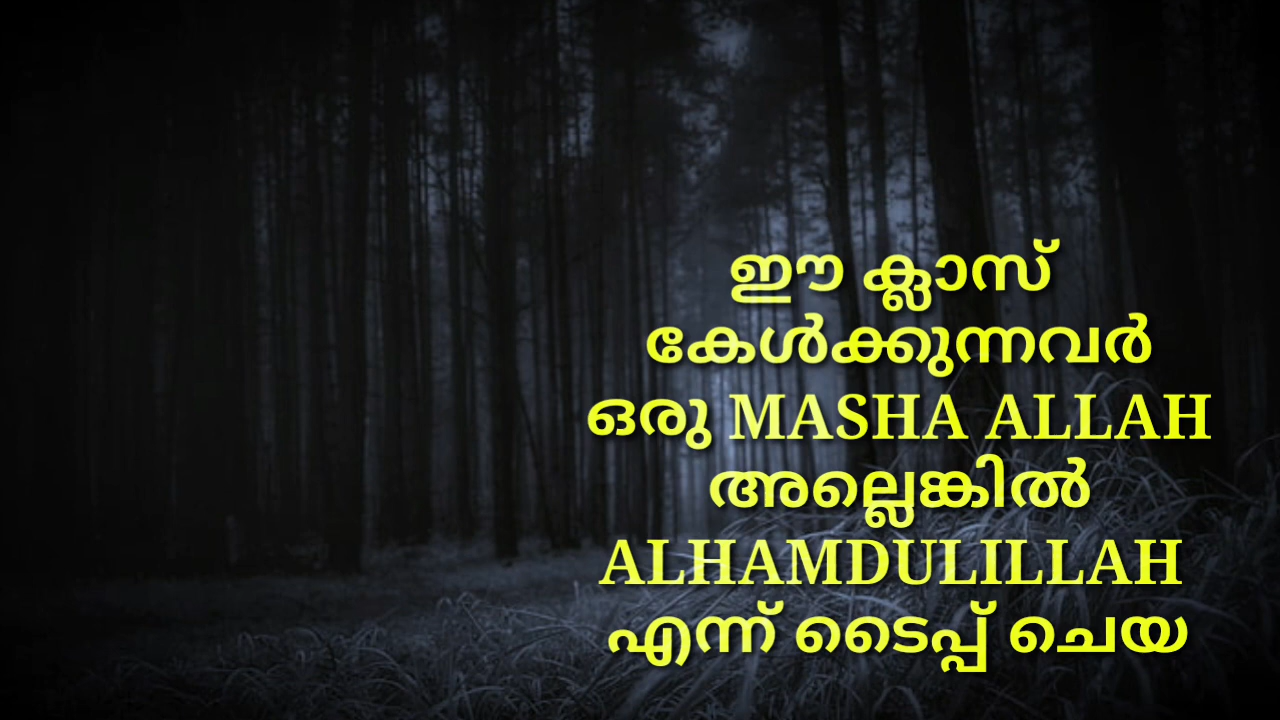 ഈ ക്ലാസ്
കേൾക്കുന്നവർ
ഒരു MASHA ALLAH
അല്ലെങ്കിൽ
ALHAMDULILLAH
എന്ന് ടൈപ്പ് ചെയ